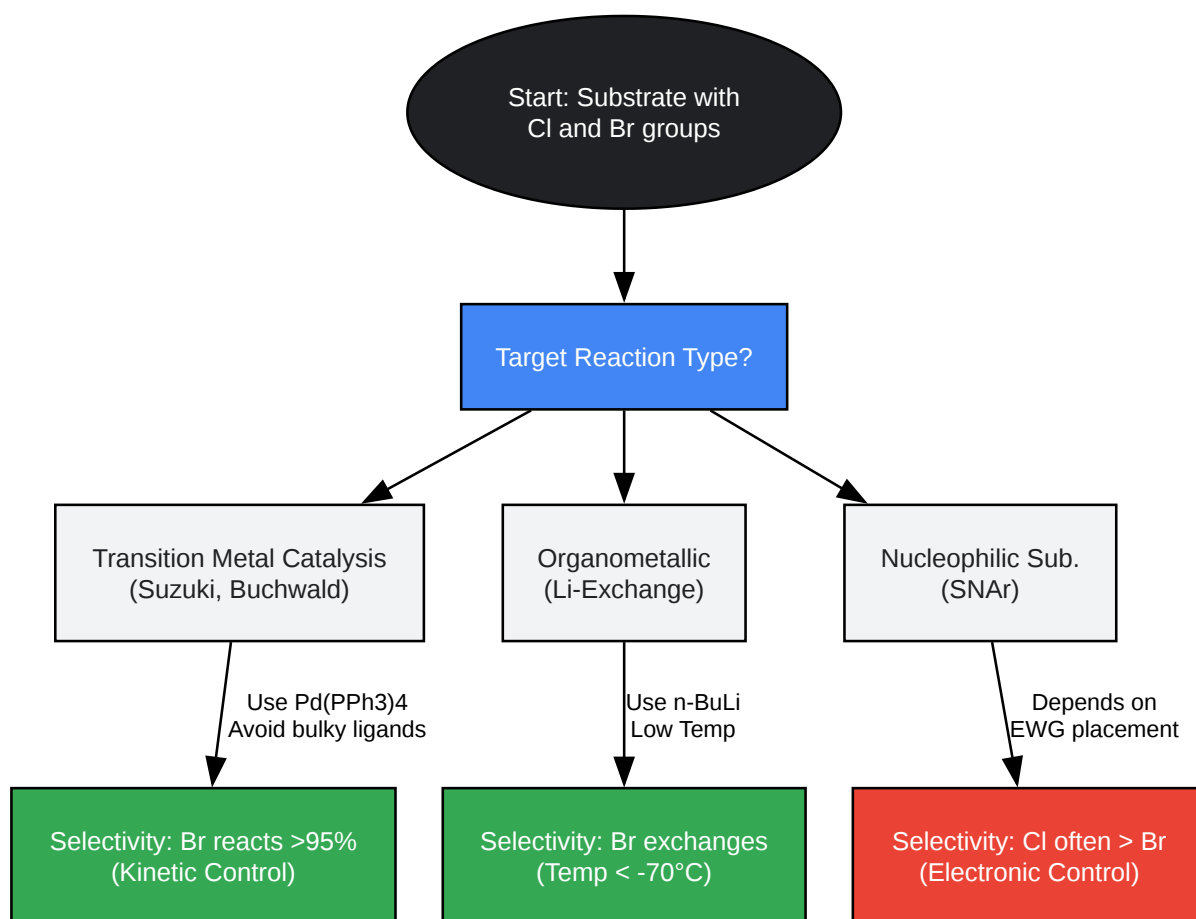 Start: Substrate with
Cl and Br groups
Target Reaction Type?
Transition Metal Catalysis
(Suzuki, Buchwald)
Organometallic
(Li-Exchange)
Nucleophilic Sub.
(SNAr)
Use Pd(PPh3)4
Avoid bulky ligands
Use n-BuLi
Low Temp
Depends on
EWG placement
Selectivity: Br reacts >95%
(Kinetic Control)
Selectivity: Br exchanges
(Temp < -70°C)
Selectivity: Cl often > Br
(Electronic Control)